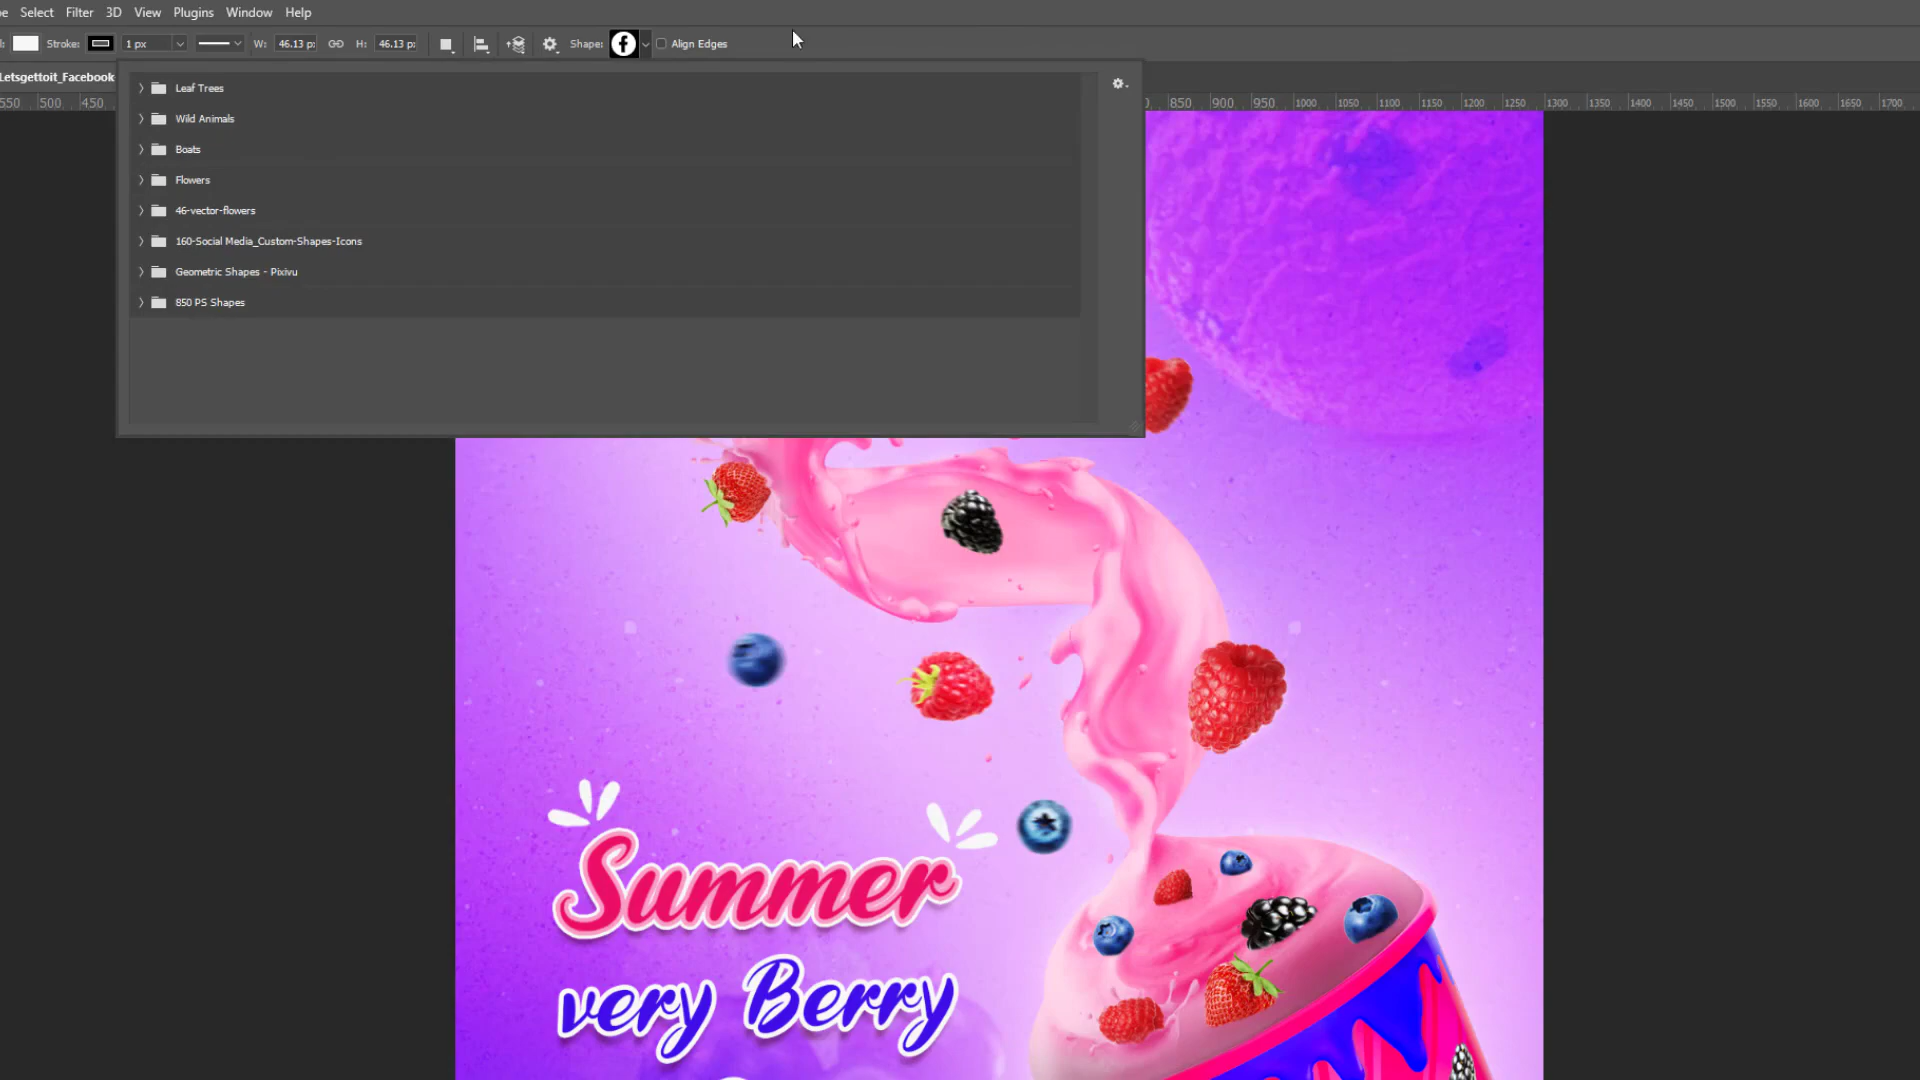 Select Filter 3D View Plugins Window Help
Stroke: 1 px W: 46.13 p: H: 46.13 p: Shape: Align Edges
Letsgettoit_Facebook
550 500 450 850 900 950 1000 1050 1100 1150 1200 1250 1300 1350 1400 1450 1500 1550 1600 1650 1700
Leaf Trees
Wild Animals
Boats
Flowers
46-vector-flowers
160-Social Media_Custom-Shapes-Icons
Geometric Shapes - Pixivu
850 PS Shapes
Summer
very Berry